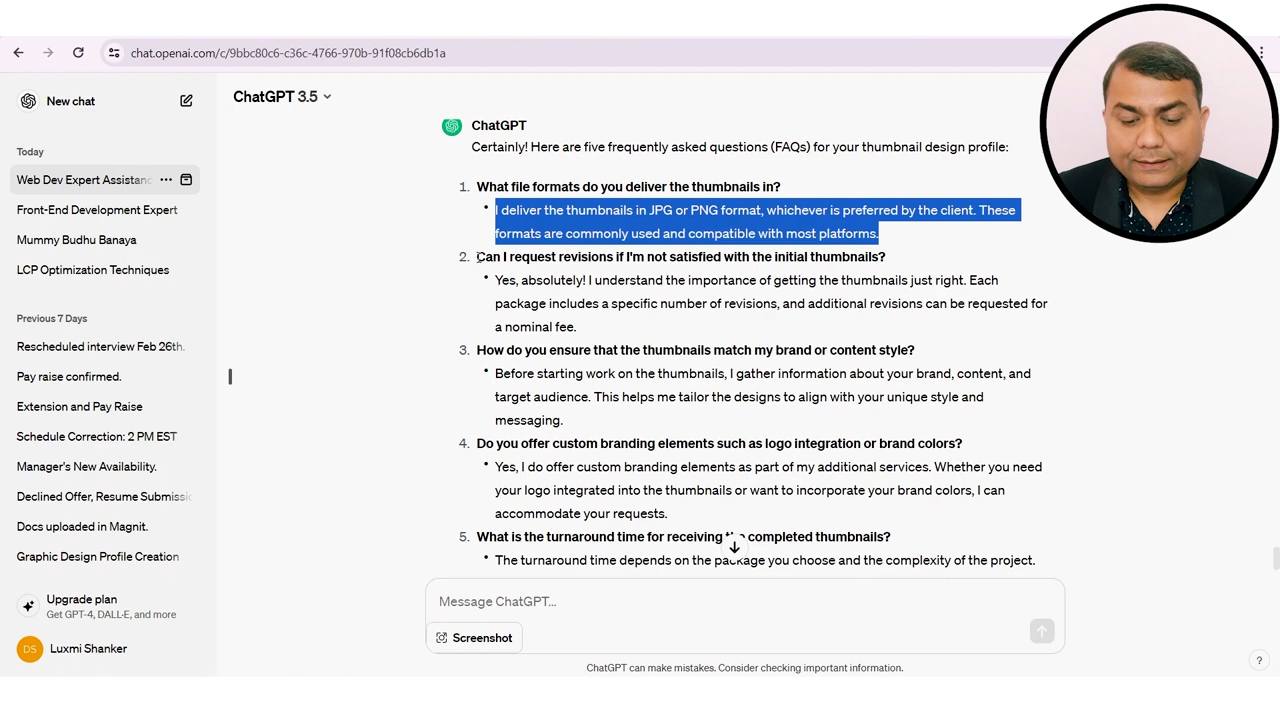 chat.openai.com/c/9bbc80c6-c36c-4766-970b-91f08cb6db1a
New chat
Today
Web Dev Expert Assistanc
Front-End Development Expert
Mummy Budhu Banaya
LCP Optimization Techniques
Previous 7 Days
Rescheduled interview Feb 26th.
Pay raise confirmed.
Extension and Pay Raise
Schedule Correction: 2 PM EST
Manager's New Availability.
Declined Offer, Resume Submissio
Docs uploaded in Magnit.
Graphic Design Profile Creation
Upgrade plan
Get GPT-4, DALL·E, and more
DS
Luxmi Shanker
ChatGPT 3.5
ChatGPT
Certainly! Here are five frequently asked questions (FAQs) for your thumbnail design profile:
1. What file formats do you deliver the thumbnails in?
• I deliver the thumbnails in JPG or PNG format, whichever is preferred by the client. These
formats are commonly used and compatible with most platforms.
2. Can I request revisions if I'm not satisfied with the initial thumbnails?
• Yes, absolutely! I understand the importance of getting the thumbnails just right. Each
package includes a specific number of revisions, and additional revisions can be requested for
a nominal fee.
3. How do you ensure that the thumbnails match my brand or content style?
• Before starting work on the thumbnails, I gather information about your brand, content, and
target audience. This helps me tailor the designs to align with your unique style and
messaging.
4. Do you offer custom branding elements such as logo integration or brand colors?
• Yes, I do offer custom branding elements as part of my additional services. Whether you need
your logo integrated into the thumbnails or want to incorporate your brand colors, I can
accommodate your requests.
5. What is the turnaround time for receiving the completed thumbnails?
• The turnaround time depends on the package you choose and the complexity of the project.
Message ChatGPT...
Screenshot
ChatGPT can make mistakes. Consider checking important information.
?